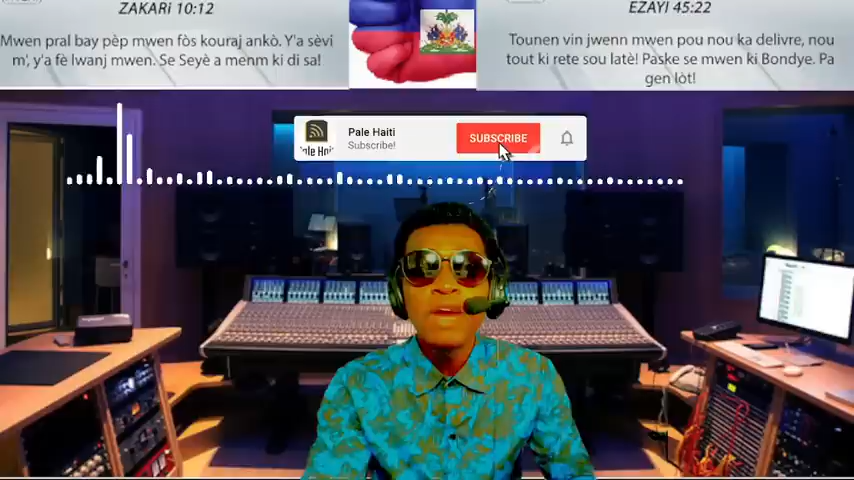 ZAKARi 10:12
Mwen pral bay pèp mwen fòs kouraj ankò. Y'a sèvi
m', y'a fè lwanj mwen. Se Seyè a menm ki di sa!
EZAYI 45:22
Tounen vin jwenn mwen pou nou ka delivre, nou
tout ki rete sou latè! Paske se mwen ki Bondye. Pa
gen lòt!
Pale Haiti
Subscribe!
SUBSCRIBE